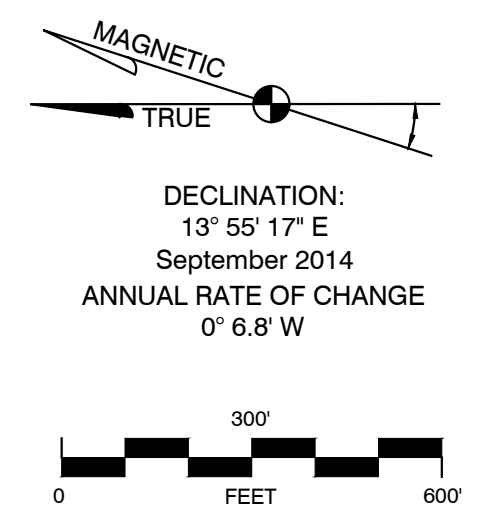 MAGNETIC
TRUE
DECLINATION:
13° 55' 17" E
September 2014
ANNUAL RATE OF CHANGE
0° 6.8' W
300'
0 FEET 600'